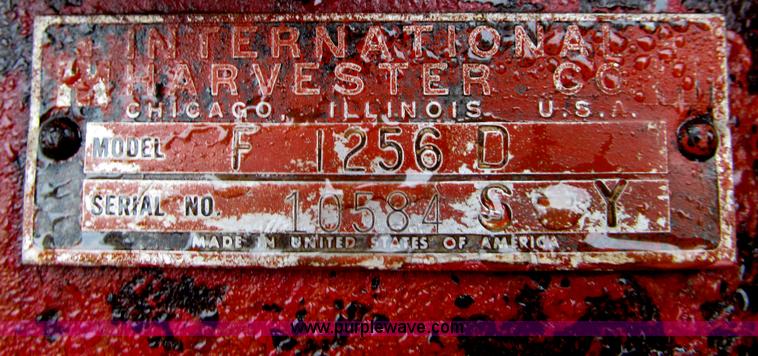 INTERNATIONAL
HARVESTER CO
CHICAGO, ILLINOIS U.S.A.
MODEL F 1256 D
SERIAL NO. 10584 S Y
MADE IN UNITED STATES OF AMERICA
www.purplewave.com